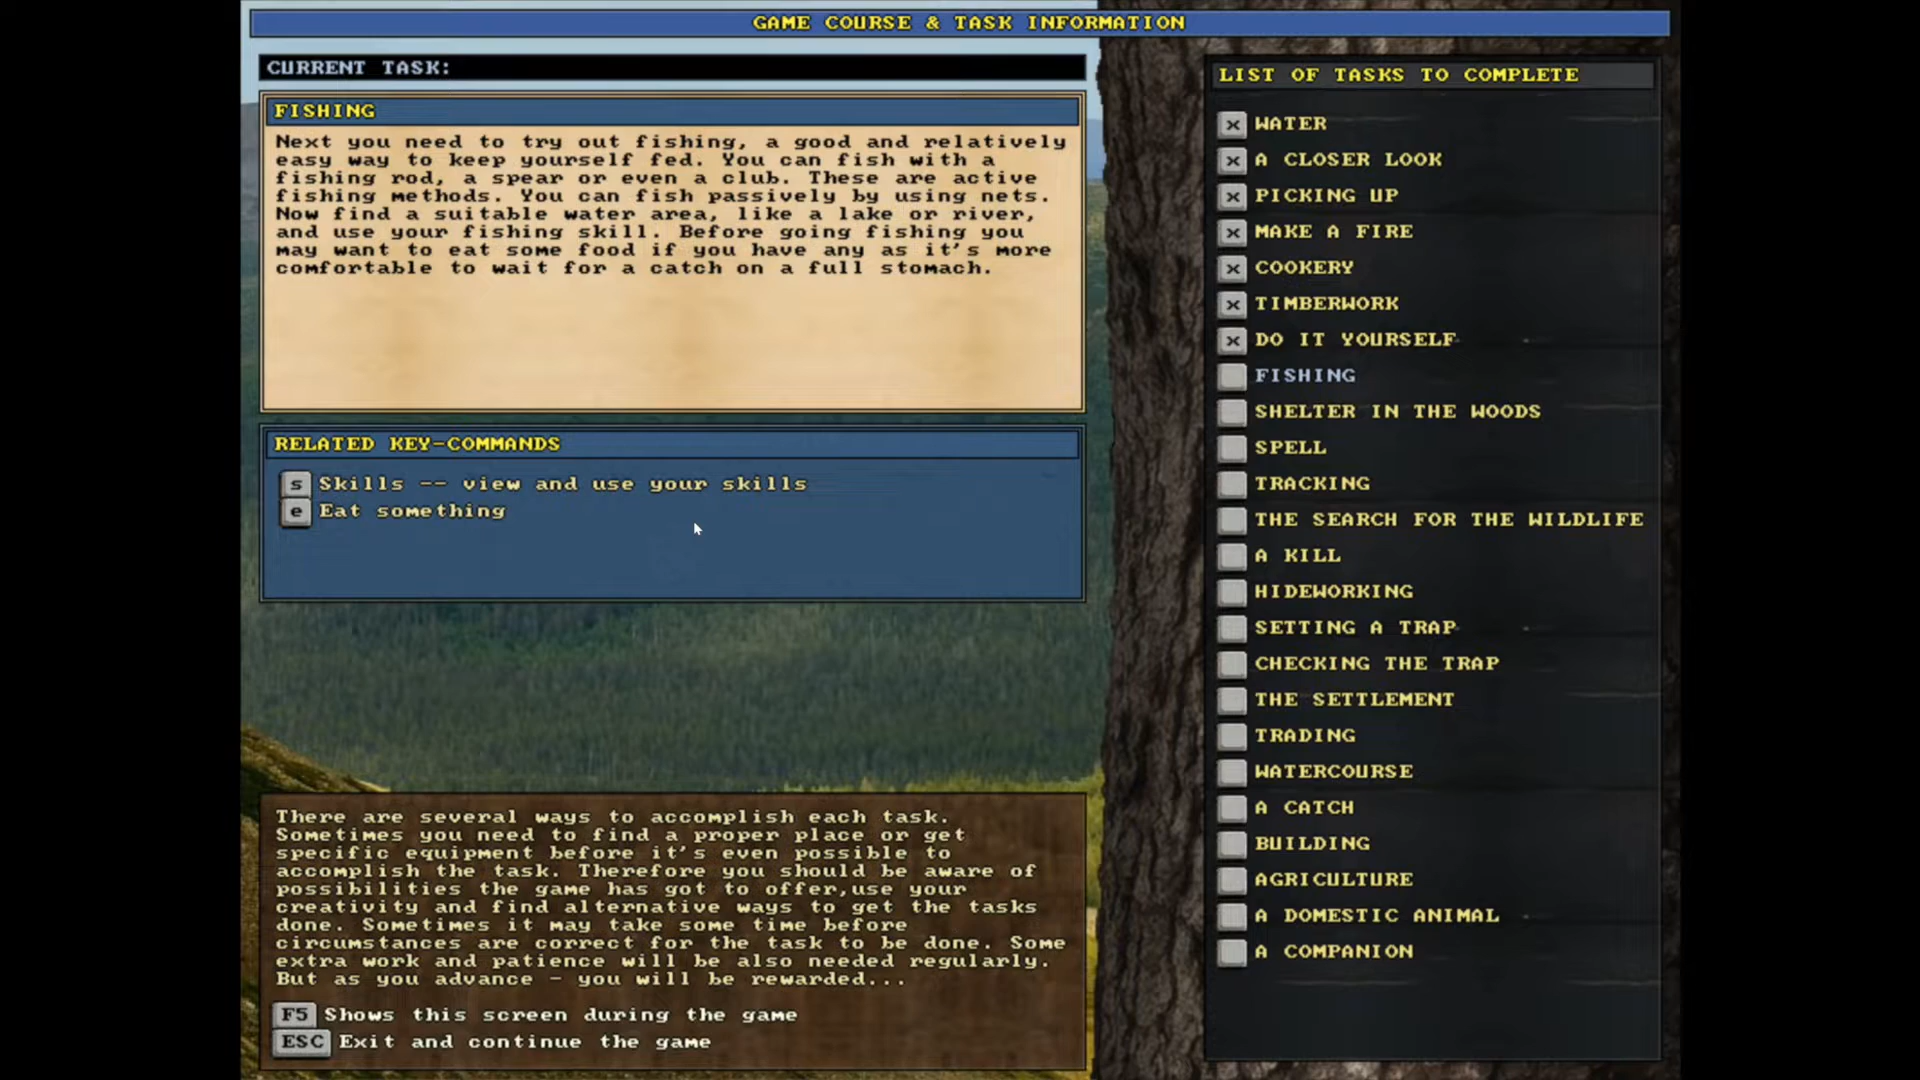 GAME COURSE & TASK INFORMATION
CURRENT TASK:
FISHING
Next you need to try out fishing, a good and relatively
easy way to keep yourself fed. You can fish with a
fishing rod, a spear or even a club. These are active
fishing methods. You can fish passively by using nets.
Now find a suitable water area, like a lake or river,
and use your fishing skill. Before going fishing you
may want to eat some food if you have any as it's more
comfortable to wait for a catch on a full stomach.
RELATED KEY-COMMANDS
s Skills -- view and use your skills
e Eat something
There are several ways to accomplish each task.
Sometimes you need to find a proper place or get
specific equipment before it's even possible to
accomplish the task. Therefore you should be aware of
possibilities the game has got to offer,use your
creativity and find alternative ways to get the tasks
done. Sometimes it may take some time before
circumstances are correct for the task to be done. Some
extra work and patience will be also needed regularly.
But as you advance - you will be rewarded...
F5 Shows this screen during the game
ESC Exit and continue the game
LIST OF TASKS TO COMPLETE
x WATER
x A CLOSER LOOK
x PICKING UP
x MAKE A FIRE
x COOKERY
x TIMBERWORK
x DO IT YOURSELF
FISHING
SHELTER IN THE WOODS
SPELL
TRACKING
THE SEARCH FOR THE WILDLIFE
A KILL
HIDEWORKING
SETTING A TRAP
CHECKING THE TRAP
THE SETTLEMENT
TRADING
WATERCOURSE
A CATCH
BUILDING
AGRICULTURE
A DOMESTIC ANIMAL
A COMPANION